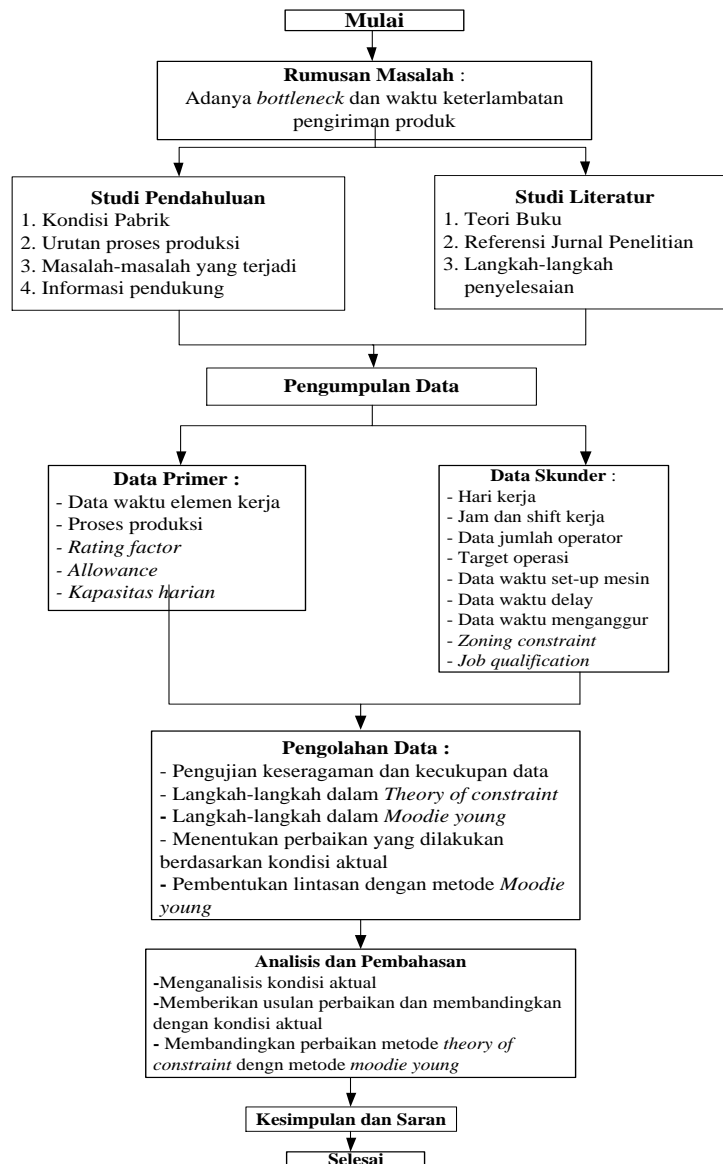 Mulai
Rumusan Masalah :
Adanya bottleneck dan waktu keterlambatan
pengiriman produk
Studi Pendahuluan
1. Kondisi Pabrik
2. Urutan proses produksi
3. Masalah-masalah yang terjadi
4. Informasi pendukung
Studi Literatur
1. Teori Buku
2. Referensi Jurnal Penelitian
3. Langkah-langkah
penyelesaian
Pengumpulan Data
Data Primer :
- Data waktu elemen kerja
- Proses produksi
- Rating factor
- Allowance
- Kapasitas harian
Data Skunder :
- Hari kerja
- Jam dan shift kerja
- Data jumlah operator
- Target operasi
- Data waktu set-up mesin
- Data waktu delay
- Data waktu menganggur
- Zoning constraint
- Job qualification
Pengolahan Data :
- Pengujian keseragaman dan kecukupan data
- Langkah-langkah dalam Theory of constraint
- Langkah-langkah dalam Moodie young
- Menentukan perbaikan yang dilakukan
berdasarkan kondisi aktual
- Pembentukan lintasan dengan metode Moodie
young
Analisis dan Pembahasan
-Menganalisis kondisi aktual
-Memberikan usulan perbaikan dan membandingkan
dengan kondisi aktual
- Membandingkan perbaikan metode theory of
constraint dengn metode moodie young
Kesimpulan dan Saran
Selesai